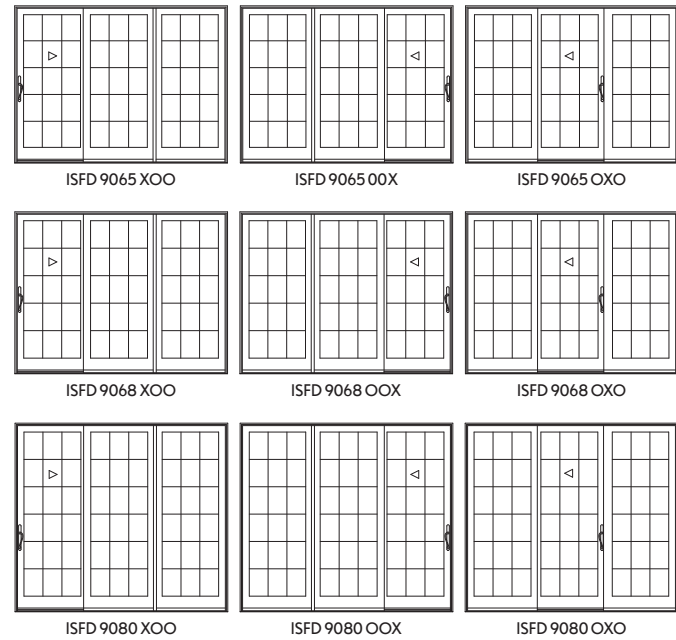 ISFD 9065 XOO
ISFD 9065 00X
ISFD 9065 OXO
ISFD 9068 XOO
ISFD 9068 OOX
ISFD 9068 OXO
ISFD 9080 XOO
ISFD 9080 OOX
ISFD 9080 OXO